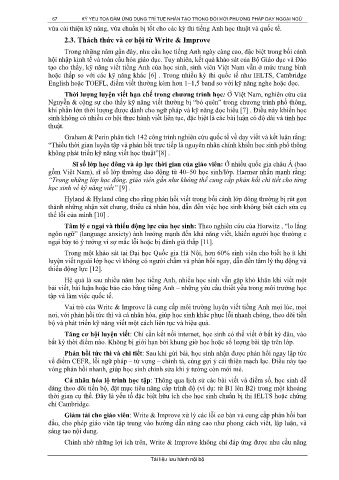 67 KỶ YẾU TỌA ĐÀM ỨNG DỤNG TRÍ TUỆ NHÂN TẠO TRONG ĐỔI MỚI PHƯƠNG PHÁP DẠY NGOẠI NGỮ
vừa cải thiện kỹ năng, vừa chuẩn bị tốt cho các kỳ thi tiếng Anh học thuật và quốc tế.
2.3. Thách thức và cơ hội từ Write & Improve
Trong những năm gần đây, nhu cầu học tiếng Anh ngày càng cao, đặc biệt trong bối cảnh
hội nhập kinh tế và toàn cầu hóa giáo dục. Tuy nhiên, kết quả khảo sát của Bộ Giáo dục và Đào
tạo cho thấy, kỹ năng viết tiếng Anh của học sinh, sinh viên Việt Nam vẫn ở mức trung bình
hoặc thấp so với các kỹ năng khác [6] . Trong nhiều kỳ thi quốc tế như IELTS, Cambridge
English hoặc TOEFL, điểm viết thường kém hơn 1–1,5 band so với kỹ năng nghe hoặc đọc.
Thời lượng luyện viết hạn chế trong chương trình học: Ở Việt Nam, nghiên cứu của
Nguyễn & cộng sự cho thấy kỹ năng viết thường bị “bỏ quên” trong chương trình phổ thông,
khi phần lớn thời lượng được dành cho ngữ pháp và kỹ năng đọc hiểu [7] . Điều này khiến học
sinh không có nhiều cơ hội thực hành viết liên tục, đặc biệt là các bài luận có độ dài và tính học
thuật.
Graham & Perin phân tích 142 công trình nghiên cứu quốc tế về dạy viết và kết luận rằng:
“Thiếu thời gian luyện tập và phản hồi trực tiếp là nguyên nhân chính khiến học sinh phổ thông
không phát triển kỹ năng viết học thuật”[8] .
Sĩ số lớp học đông và áp lực thời gian của giáo viên: Ở nhiều quốc gia châu Á (bao
gồm Việt Nam), sĩ số lớp thường dao động từ 40–50 học sinh/lớp. Harmer nhấn mạnh rằng:
“Trong những lớp học đông, giáo viên gần như không thể cung cấp phản hồi chi tiết cho từng
học sinh về kỹ năng viết” [9] .
Hyland & Hyland cũng cho rằng phản hồi viết trong bối cảnh lớp đông thường bị rút gọn
thành những nhận xét chung, thiếu cá nhân hóa, dẫn đến việc học sinh không biết cách sửa cụ
thể lỗi của mình [10] .
Tâm lý e ngại và thiếu động lực của học sinh: Theo nghiên cứu của Horwitz , “lo lắng
ngôn ngữ” (language anxiety) ảnh hưởng mạnh đến khả năng viết, khiến người học thường e
ngại bày tỏ ý tưởng vì sợ mắc lỗi hoặc bị đánh giá thấp [11].
Trong một khảo sát tại Đại học Quốc gia Hà Nội, hơn 60% sinh viên cho biết họ ít khi
luyện viết ngoài lớp học vì không có người chấm và phản hồi ngay, dẫn đến tâm lý thụ động và
thiếu động lực [12].
Hệ quả là sau nhiều năm học tiếng Anh, nhiều học sinh vẫn gặp khó khăn khi viết một
bài viết, bài luận hoặc báo cáo bằng tiếng Anh – những yêu cầu thiết yếu trong môi trường học
tập và làm việc quốc tế.
Vai trò của Write & Improve là cung cấp môi trường luyện viết tiếng Anh mọi lúc, mọi
nơi, với phản hồi tức thì và cá nhân hóa, giúp học sinh khắc phục lỗi nhanh chóng, theo dõi tiến
bộ và phát triển kỹ năng viết một cách liên tục và hiệu quả.
Tăng cơ hội luyện viết: Chỉ cần kết nối internet, học sinh có thể viết ở bất kỳ đâu, vào
bất kỳ thời điểm nào. Không bị giới hạn bởi khung giờ học hoặc số lượng bài tập trên lớp.
Phản hồi tức thì và chi tiết: Sau khi gửi bài, học sinh nhận được phản hồi ngay lập tức
về điểm CEFR, lỗi ngữ pháp – từ vựng – chính tả, cùng gợi ý cải thiện mạch lạc. Điều này tạo
vòng phản hồi nhanh, giúp học sinh chỉnh sửa khi ý tưởng còn mới mẻ.
Cá nhân hóa lộ trình học tập: Thông qua lịch sử các bài viết và điểm số, học sinh dễ
dàng theo dõi tiến bộ, đặt mục tiêu nâng cấp trình độ (ví dụ: từ B1 lên B2) trong một khoảng
thời gian cụ thể. Đây là yếu tố đặc biệt hữu ích cho học sinh chuẩn bị thi IELTS hoặc chứng
chỉ Cambridge.
Giảm tải cho giáo viên: Write & Improve xử lý các lỗi cơ bản và cung cấp phản hồi ban
đầu, cho phép giáo viên tập trung vào hướng dẫn nâng cao như phong cách viết, lập luận, và
sáng tạo nội dung.
Chính nhờ những lợi ích trên, Write & Improve không chỉ đáp ứng được nhu cầu nâng
Tài liệu lưu hành nội bộ